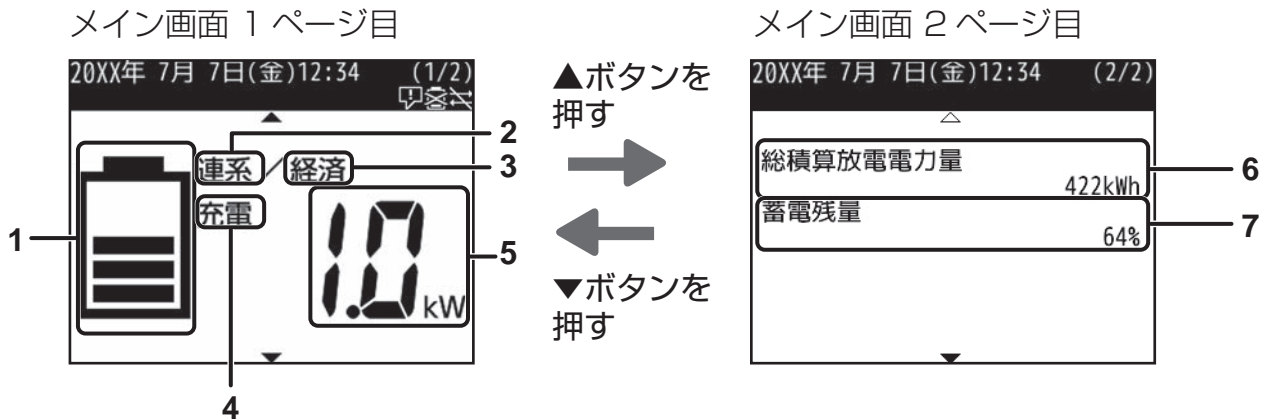 メイン画面 1 ページ目
20XX年 7月 7日(金)12:34 (1/2)
連系/経済
充電
1.0 kW
1
2
3
4
5
▲ボタンを
押す
▼ボタンを
押す
メイン画面 2 ページ目
20XX年 7月 7日(金)12:34 (2/2)
総積算放電電力量
422kWh
蓄電残量
64%
6
7